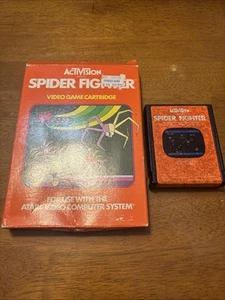 ACTIVISION
SPIDER FIGHTER
VIDEO GAME CARTRIDGE
FOR USE WITH THE
ATARI VIDEO COMPUTER SYSTEM
ACTIVISION
SPIDER FIGHTER